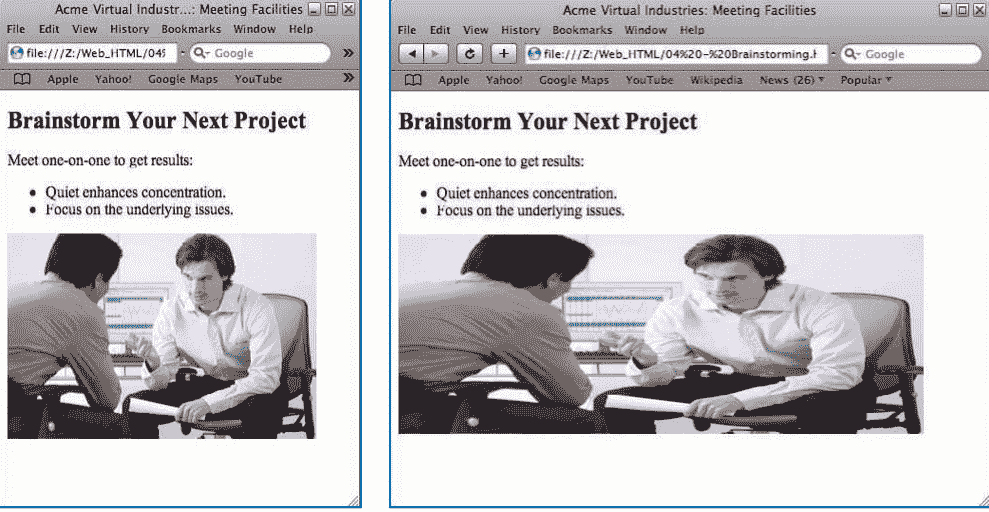 Acme Virtual Industr...: Meeting Facilities
File Edit View History Bookmarks Window Help
file:///Z:/Web_HTML/04% Google
Apple Yahoo! Google Maps YouTube
Brainstorm Your Next Project
Meet one-on-one to get results:
• Quiet enhances concentration.
• Focus on the underlying issues.
Acme Virtual Industries: Meeting Facilities
File Edit View History Bookmarks Window Help
file:///Z:/Web_HTML/04%20-%20Brainstorming.h Google
Apple Yahoo! Google Maps YouTube Wikipedia News (26) Popular
Brainstorm Your Next Project
Meet one-on-one to get results:
• Quiet enhances concentration.
• Focus on the underlying issues.